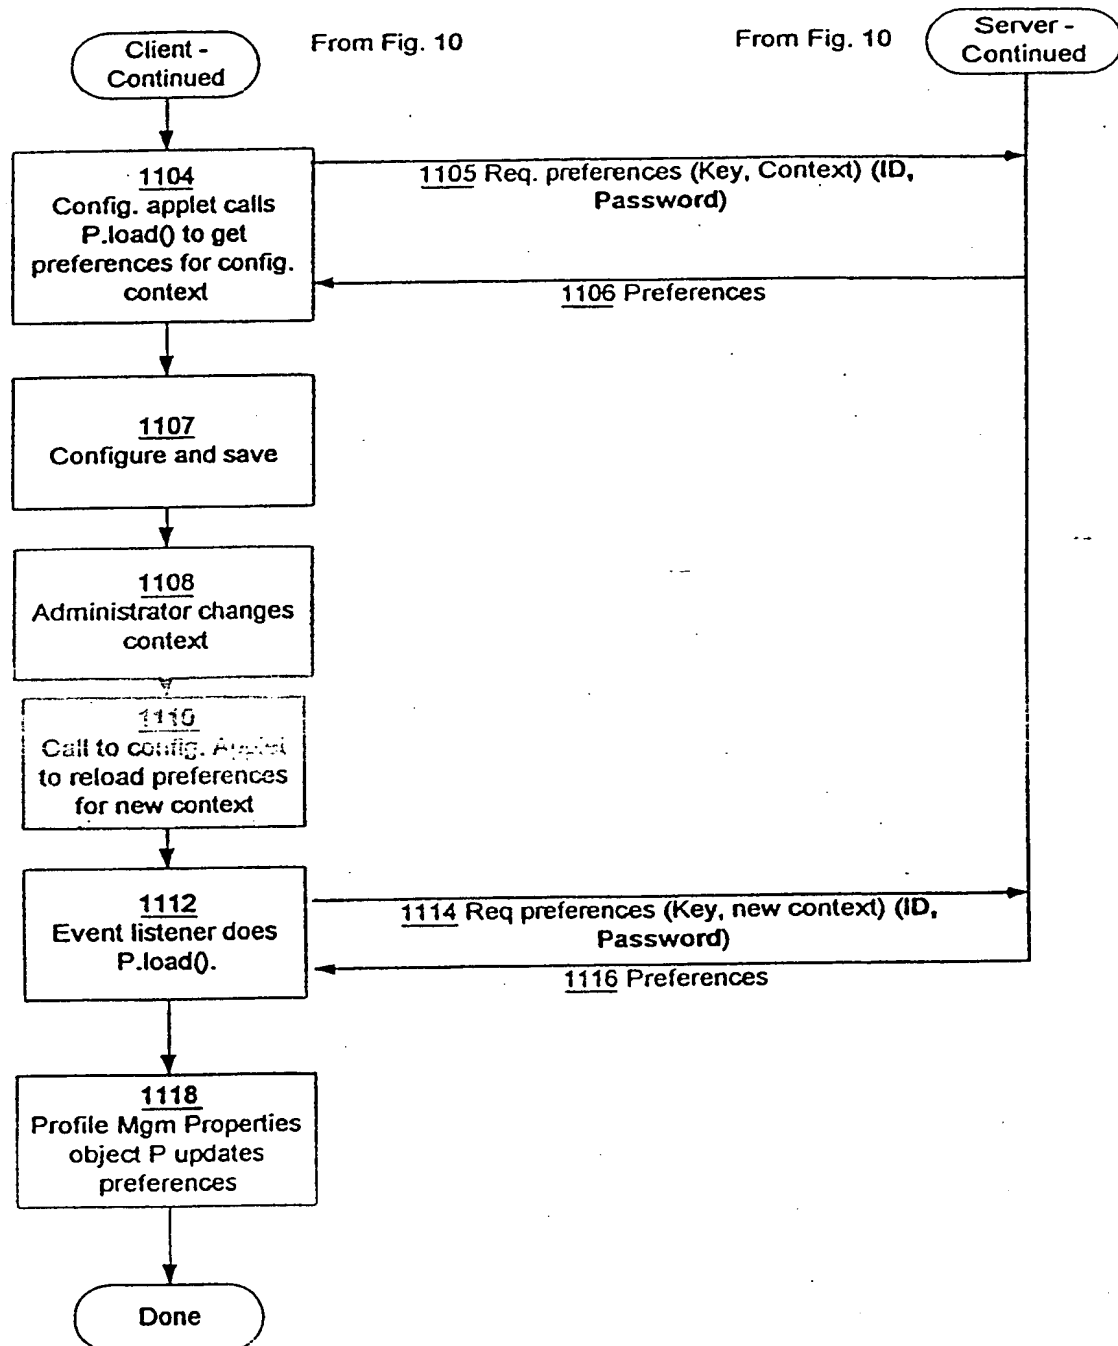 Client -
Continued
From Fig. 10
From Fig. 10
Server -
Continued
1104
Config. applet calls
P.load() to get
preferences for config.
context
1105 Req. preferences (Key, Context) (ID,
Password)
1106 Preferences
1107
Configure and save
1108
Administrator changes
context
1110
Call to config. Applet
to reload preferences
for new context
1112
Event listener does
P.load().
1114 Req preferences (Key, new context) (ID,
Password)
1116 Preferences
1118
Profile Mgm Properties
object P updates
preferences
Done